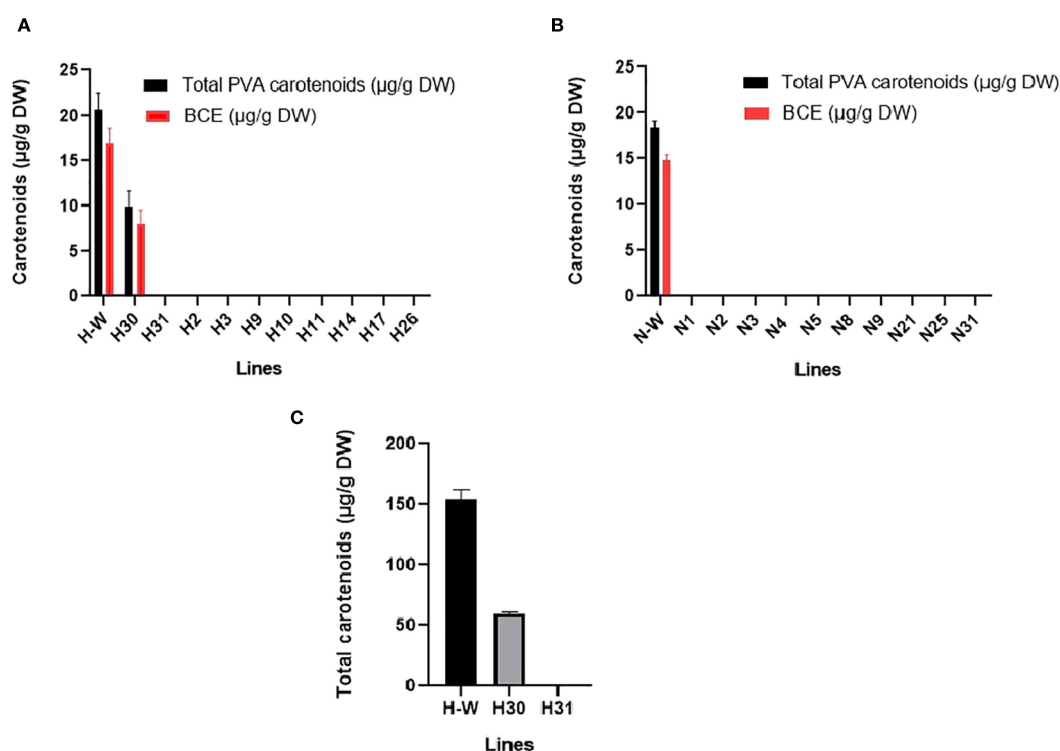 A
Carotenoids (µg/g DW)
25
20
15
10
5
0
Total PVA carotenoids (µg/g DW)
BCE (µg/g DW)
H-W H30 H31 H2 H3 H9 H10 H11 H14 H17 H26
Lines
B
Carotenoids (µg/g DW)
25
20
15
10
5
0
Total PVA carotenoids (µg/g DW)
BCE (µg/g DW)
N-W N1 N2 N3 N4 N5 N8 N9 N21 N25 N31
Lines
C
Total carotenoids (µg/g DW)
200
150
100
50
0
H-W H30 H31
Lines